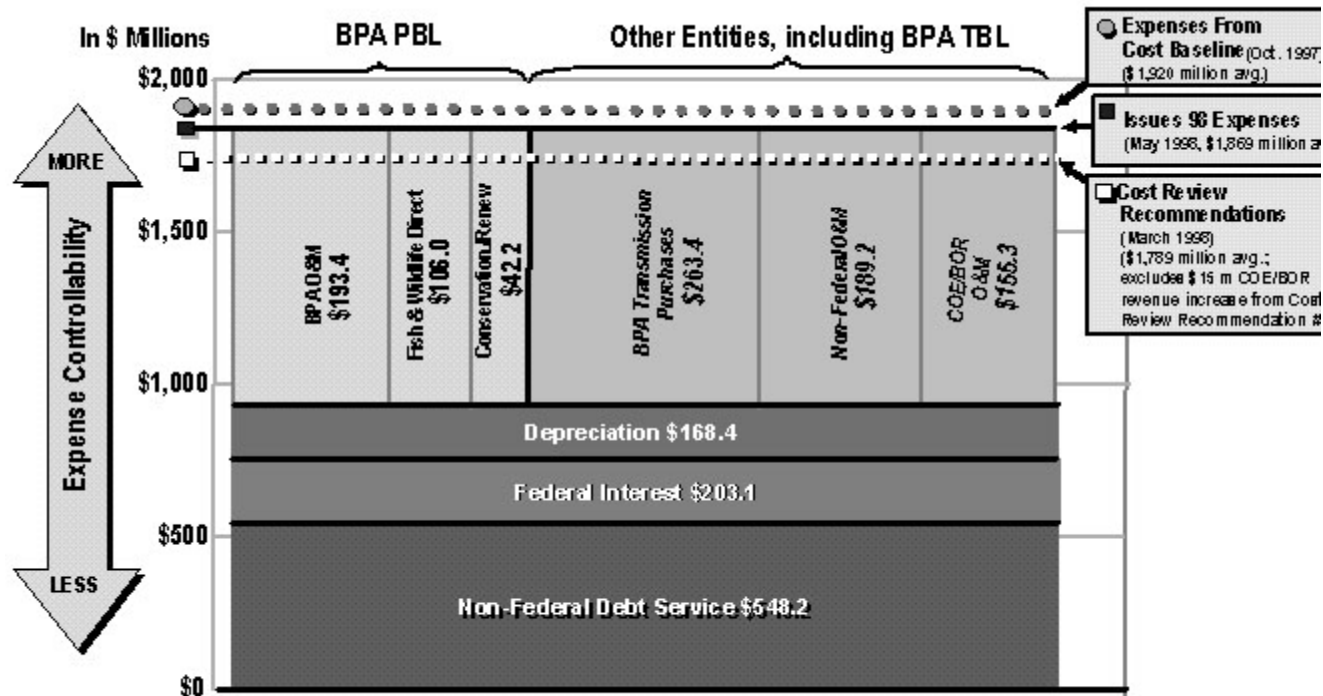 In $ Millions
BPA PBL
Other Entities, including BPA TBL
$2,000
$1,500
$1,000
$500
$0
MORE
Expense Controllability
LESS
BPA O&M
$193.4
Fish & Wildlife Direct
$106.0
Conservation/Renew
$42.2
BPA Transmission
Purchases
$263.4
Non-Federal O&M
$189.2
COE/BOR
O&M
Depreciation $168.4
Federal Interest $203.1
Non-Federal Debt Service $548.2
Expenses From
Cost Baseline (Oct. 1997)
($1,920 million avg.)
Issues 98 Expenses
(May 1998, $1,869 million
Cost Review
Recommendations
(March 1998)
($1,789 million avg.;
excludes $15 m COE/BOR
revenue increase from Cost
Review Recommendation #